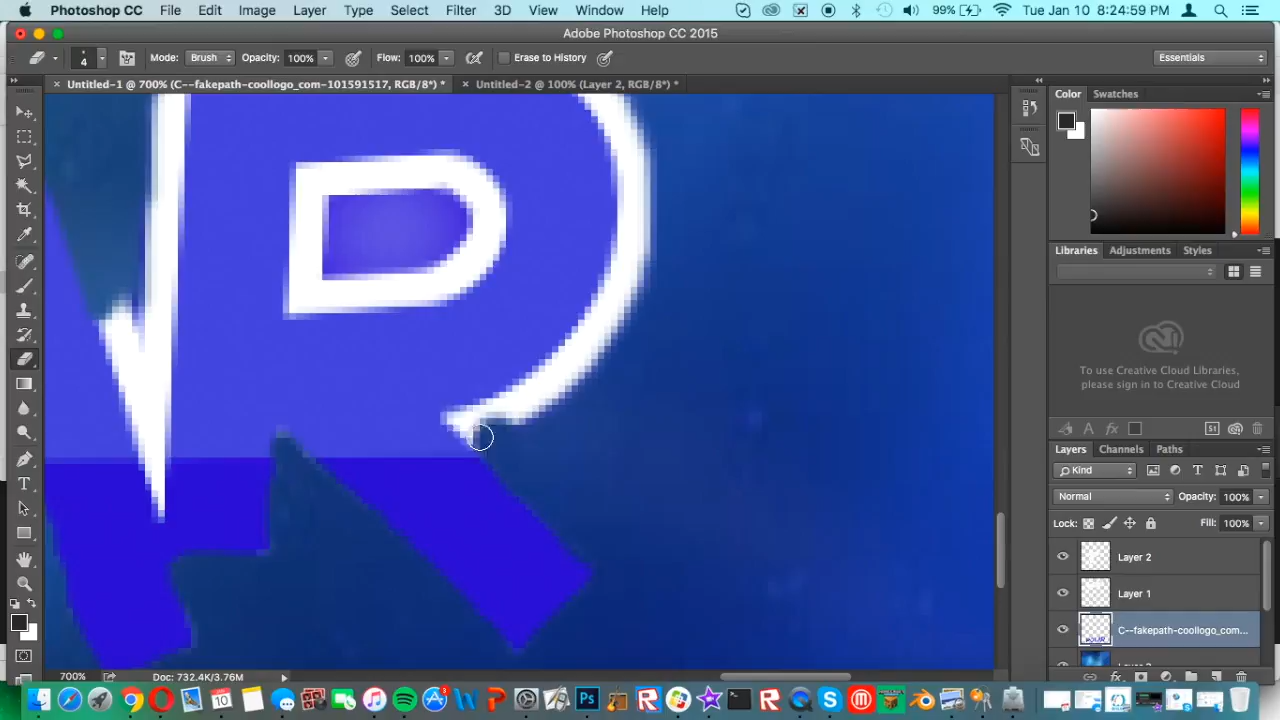 Photoshop CC File Edit Image Layer Type Select Filter 3D View Window Help 99% Tue Jan 10 8:24:59 PM
Adobe Photoshop CC 2015
4 Mode: Brush Opacity: 100% Flow: 100% Erase to History Essentials
Untitled-1 @ 700% (C--fakepath-coollogo_com-101591517, RGB/8*) * Untitled-2 @ 100% (Layer 2, RGB/8*) *
Color Swatches
R
Libraries Adjustments Styles
To use Creative Cloud Libraries,
please sign in to Creative Cloud
Layers Channels Paths
Kind
Normal Opacity: 100%
Lock: Fill: 100%
Layer 2
Layer 1
C--fakepath-coollogo_com...
700% Doc: 732.4K/3.76M